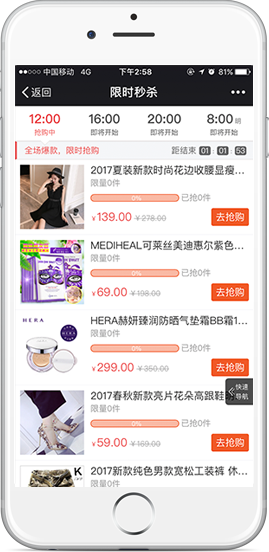 中国移动 4G 下午2:58 81%
返回 限时秒杀
12:00 16:00 20:00 8:00 明
抢购中 即将开始 即将开始 即将开始
全场爆款，限时抢购 距结束 01 : 01 : 53
2017夏装新款时尚花边收腰显瘦…
限量0件
0% 已抢0件
¥139.00 ¥278.00 去抢购
MEDIHEAL可莱丝美迪惠尔紫色…
限量0件
0% 已抢0件
¥69.00 ¥198.00 去抢购
HERA
HERA赫妍臻润防晒气垫霜BB霜1…
限量0件
0% 已抢0件
¥299.00 ¥350.00 去抢购
快速
导航
2017春秋新款亮片花朵高跟鞋
限量0件
0% 已抢0件
¥59.00 ¥169.00 去抢购
K
2017新款纯色男款宽松工装裤 休…
限量0件